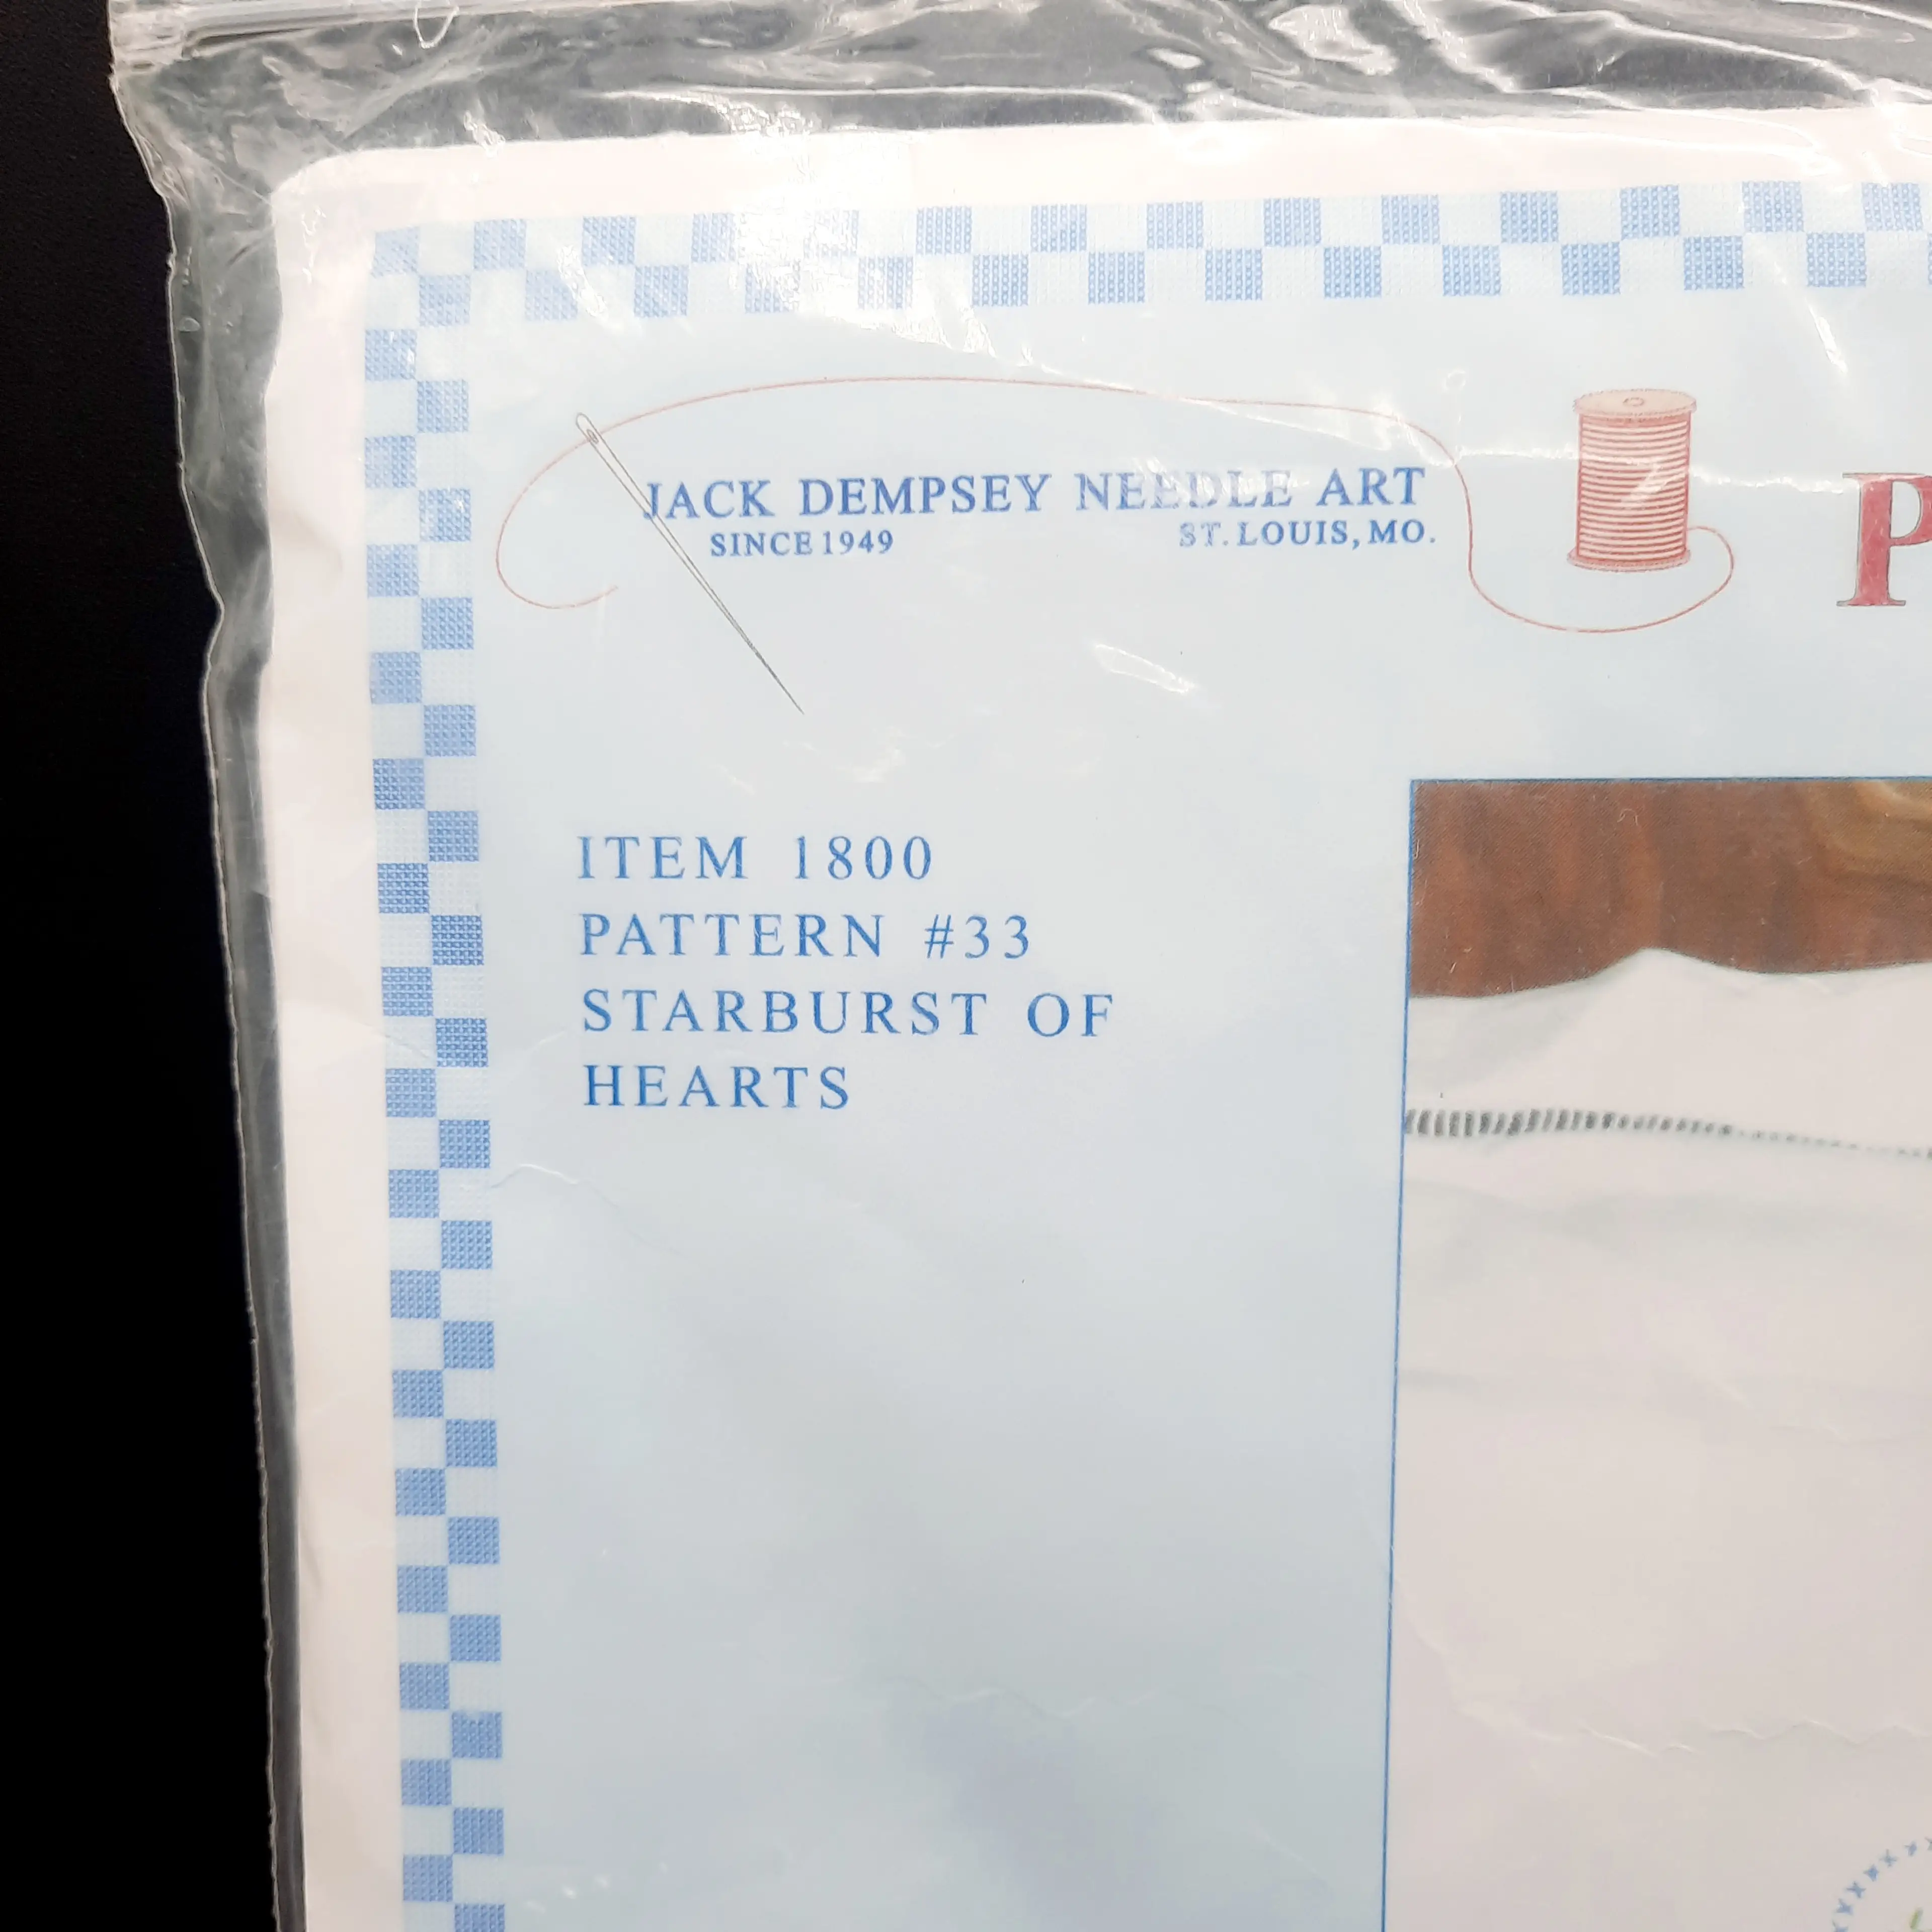 JACK DEMPSEY NEEDLE ART
SINCE 1949 ST. LOUIS, MO.
P
ITEM 1800
PATTERN #33
STARBURST OF
HEARTS